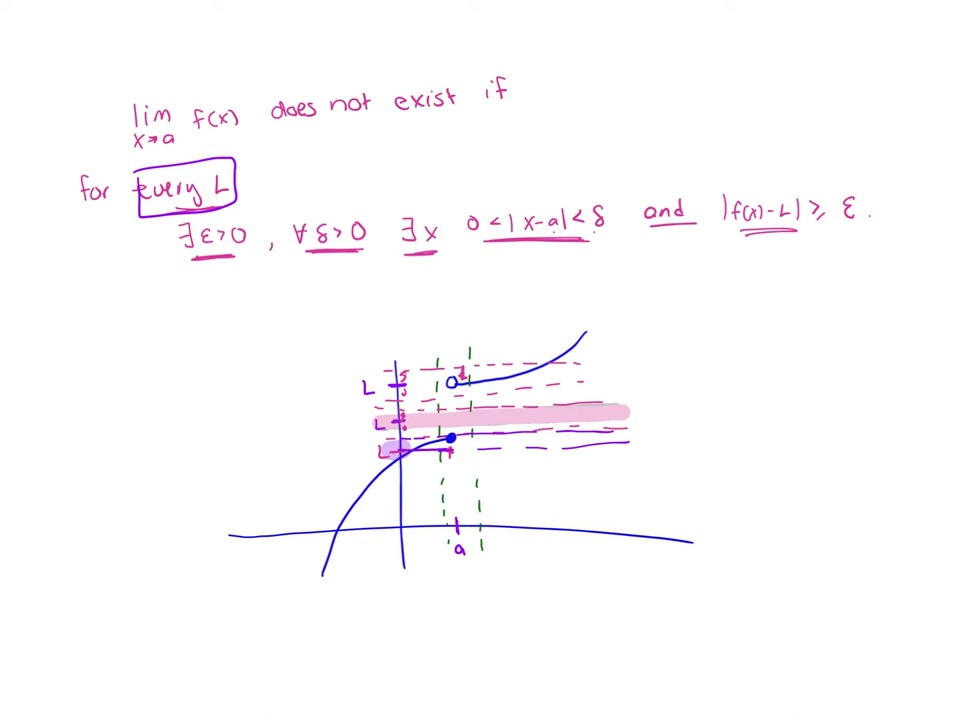 lim f(x) does not exist if
x→a
for every L
∃ε>0, ∀δ>0 ∃x 0<|x-a|<δ and |f(x)-L|≥ε.
L
L
L
a